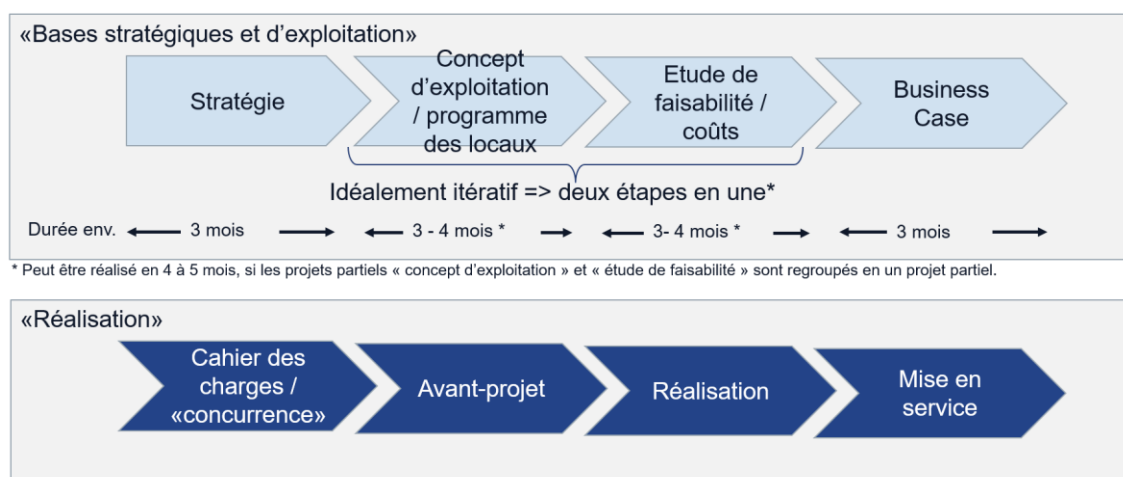 «Bases stratégiques et d’exploitation»
Stratégie
Concept
d’exploitation
/ programme
des locaux
Etude de
faisabilité /
coûts
Business
Case
Idéalement itératif => deux étapes en une*
Durée env. 3 mois 3 - 4 mois * 3- 4 mois * 3 mois
* Peut être réalisé en 4 à 5 mois, si les projets partiels « concept d’exploitation » et « étude de faisabilité » sont regroupés en un projet partiel.
«Réalisation»
Cahier des
charges /
«concurrence»
Avant-projet
Réalisation
Mise en
service